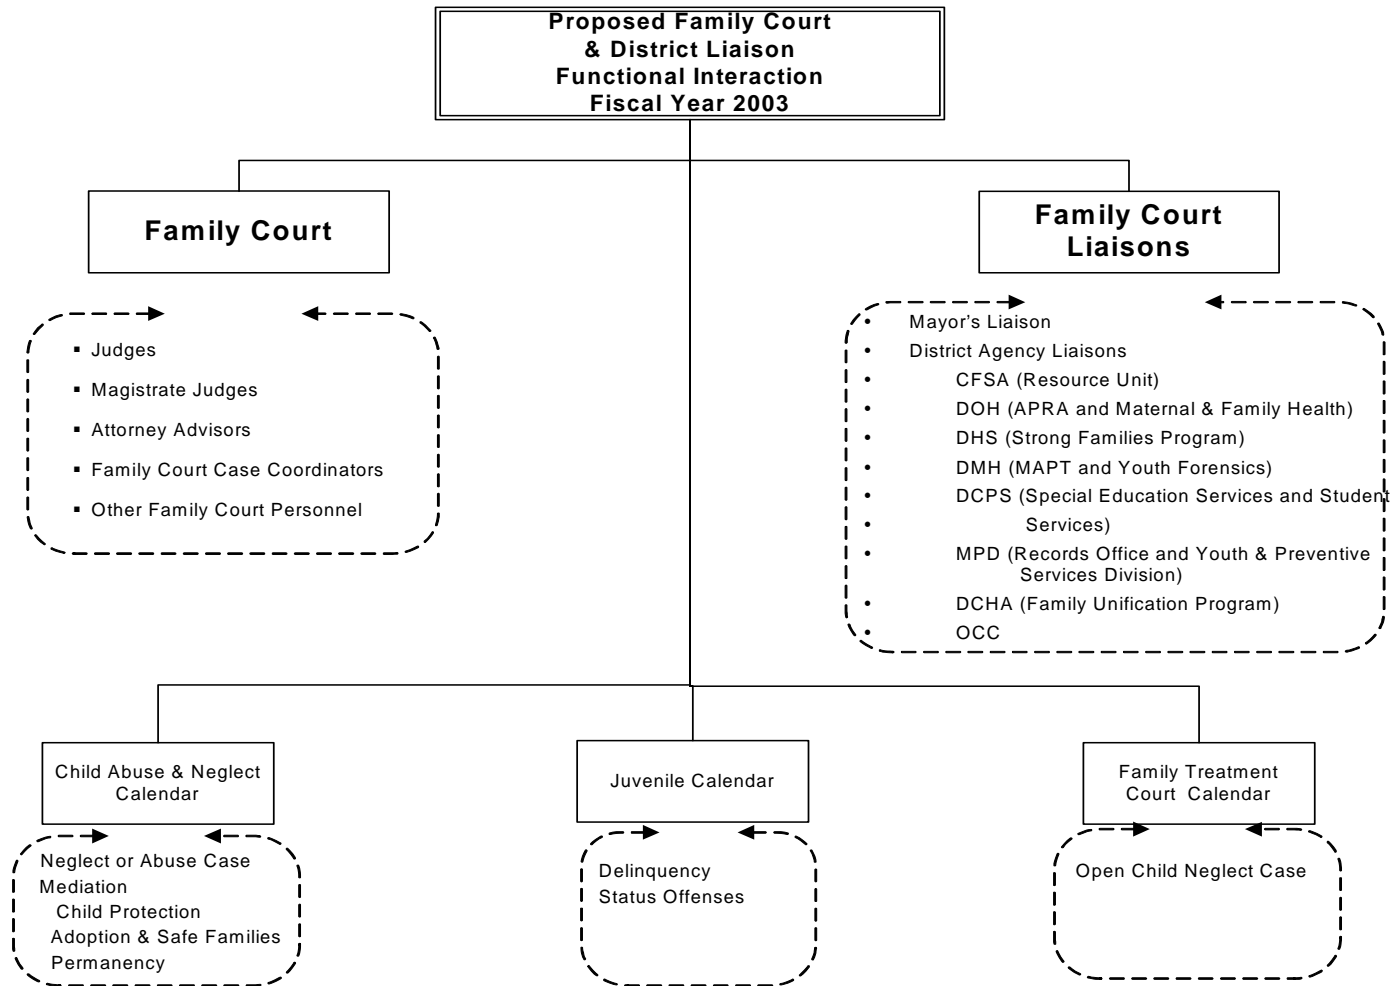 Proposed Family Court
& District Liaison
Functional Interaction
Fiscal Year 2003
Family Court
Family Court
Liaisons
▪ Judges
▪ Magistrate Judges
▪ Attorney Advisors
▪ Family Court Case Coordinators
▪ Other Family Court Personnel
• Mayor's Liaison
• District Agency Liaisons
• CFSA (Resource Unit)
• DOH (APRA and Maternal & Family Health)
• DHS (Strong Families Program)
• DMH (MAPT and Youth Forensics)
• DCPS (Special Education Services and Student
• Services)
• MPD (Records Office and Youth & Preventive
Services Division)
• DCHA (Family Unification Program)
• OCC
Child Abuse & Neglect
Calendar
Neglect or Abuse Case
Mediation
Child Protection
Adoption & Safe Families
Permanency
Juvenile Calendar
Delinquency
Status Offenses
Family Treatment
Court Calendar
Open Child Neglect Case